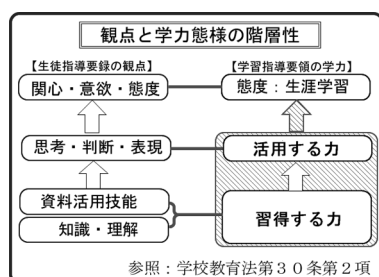 観点と学力態様の階層性
【生徒指導要録の観点】
【学習指導要領の学力】
関心・意欲・態度
態度：生涯学習
思考・判断・表現
活用する力
資料活用技能
習得する力
知識・理解
参照：学校教育法第３０条第２項